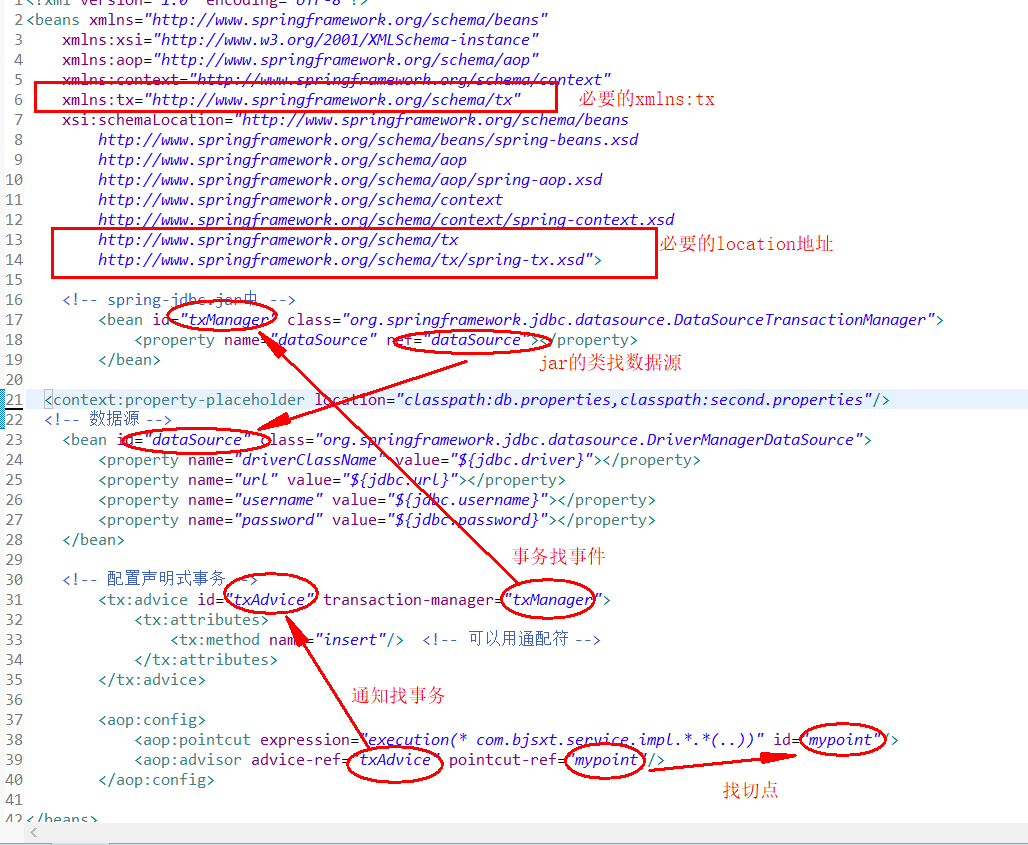 1 <?xml version="1.0" encoding="UTF-8"?>
2 <beans xmlns="http://www.springframework.org/schema/beans"
3 xmlns:xsi="http://www.w3.org/2001/XMLSchema-instance"
4 xmlns:aop="http://www.springframework.org/schema/aop"
5 xmlns:context="http://www.springframework.org/schema/context"
6 xmlns:tx="http://www.springframework.org/schema/tx" 必要的xmlns:tx
7 xsi:schemaLocation="http://www.springframework.org/schema/beans
8 http://www.springframework.org/schema/beans/spring-beans.xsd
9 http://www.springframework.org/schema/aop
10 http://www.springframework.org/schema/aop/spring-aop.xsd
11 http://www.springframework.org/schema/context
12 http://www.springframework.org/schema/context/spring-context.xsd
13 http://www.springframework.org/schema/tx 必要的location地址
14 http://www.springframework.org/schema/tx/spring-tx.xsd">
15
16 <!-- spring-jdbc.jar中 -->
17 <bean id="txManager" class="org.springframework.jdbc.datasource.DataSourceTransactionManager">
18 <property name="dataSource" ref="dataSource"></property>
19 </bean> jar的类找数据源
20
21 <context:property-placeholder location="classpath:db.properties,classpath:second.properties"/>
22 <!-- 数据源 -->
23 <bean id="dataSource" class="org.springframework.jdbc.datasource.DriverManagerDataSource">
24 <property name="driverClassName" value="${jdbc.driver}"></property>
25 <property name="url" value="${jdbc.url}"></property>
26 <property name="username" value="${jdbc.username}"></property>
27 <property name="password" value="${jdbc.password}"></property>
28 </bean>
事务找事件
29
30 <!-- 配置声明式事务 -->
31 <tx:advice id="txAdvice" transaction-manager="txManager">
32 <tx:attributes>
33 <tx:method name="insert"/> <!-- 可以用通配符 -->
34 </tx:attributes>
35 </tx:advice>
通知找事务
36
37 <aop:config>
38 <aop:pointcut expression="execution(* com.bjsxt.service.impl.*.*(..))" id="mypoint"/>
39 <aop:advisor advice-ref="txAdvice" pointcut-ref="mypoint"/>
40 </aop:config>
找切点
41
42 </beans>